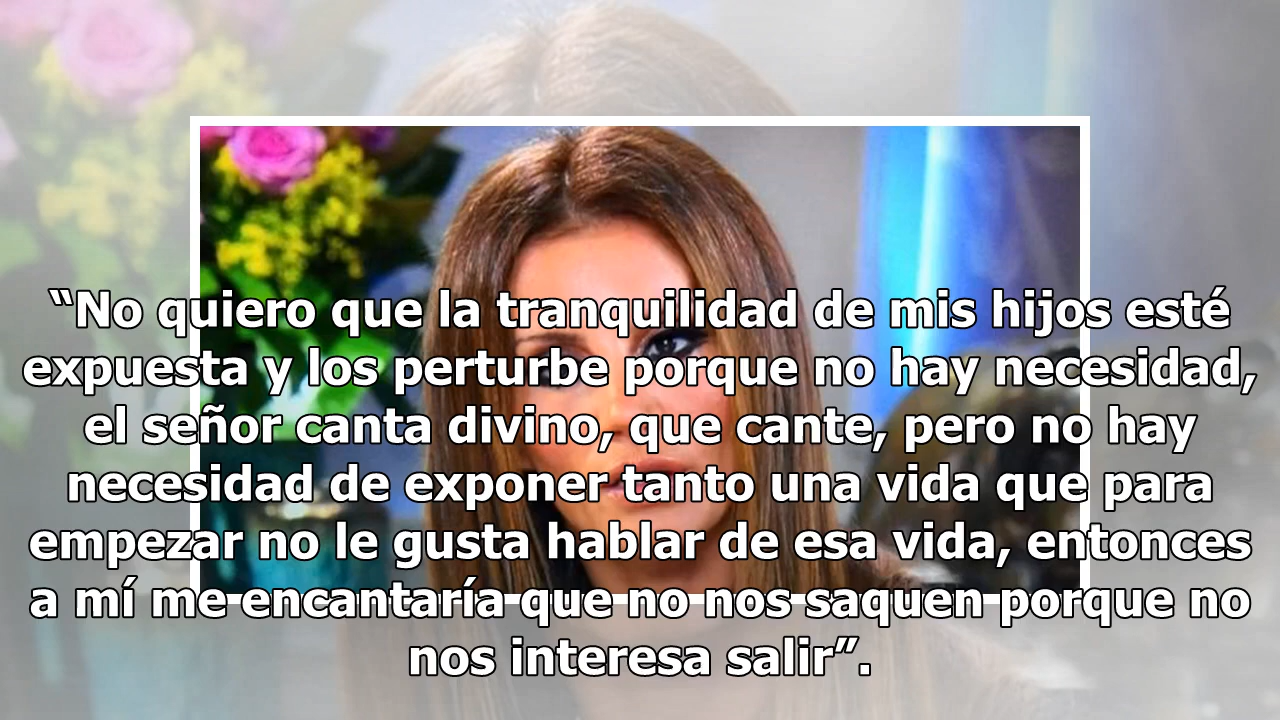 “No quiero que la tranquilidad de mis hijos esté
expuesta y los perturbe porque no hay necesidad,
el señor canta divino, que cante, pero no hay
necesidad de exponer tanto una vida que para
empezar no le gusta hablar de esa vida, entonces
a mí me encantaría que no nos saquen porque no
nos interesa salir”.